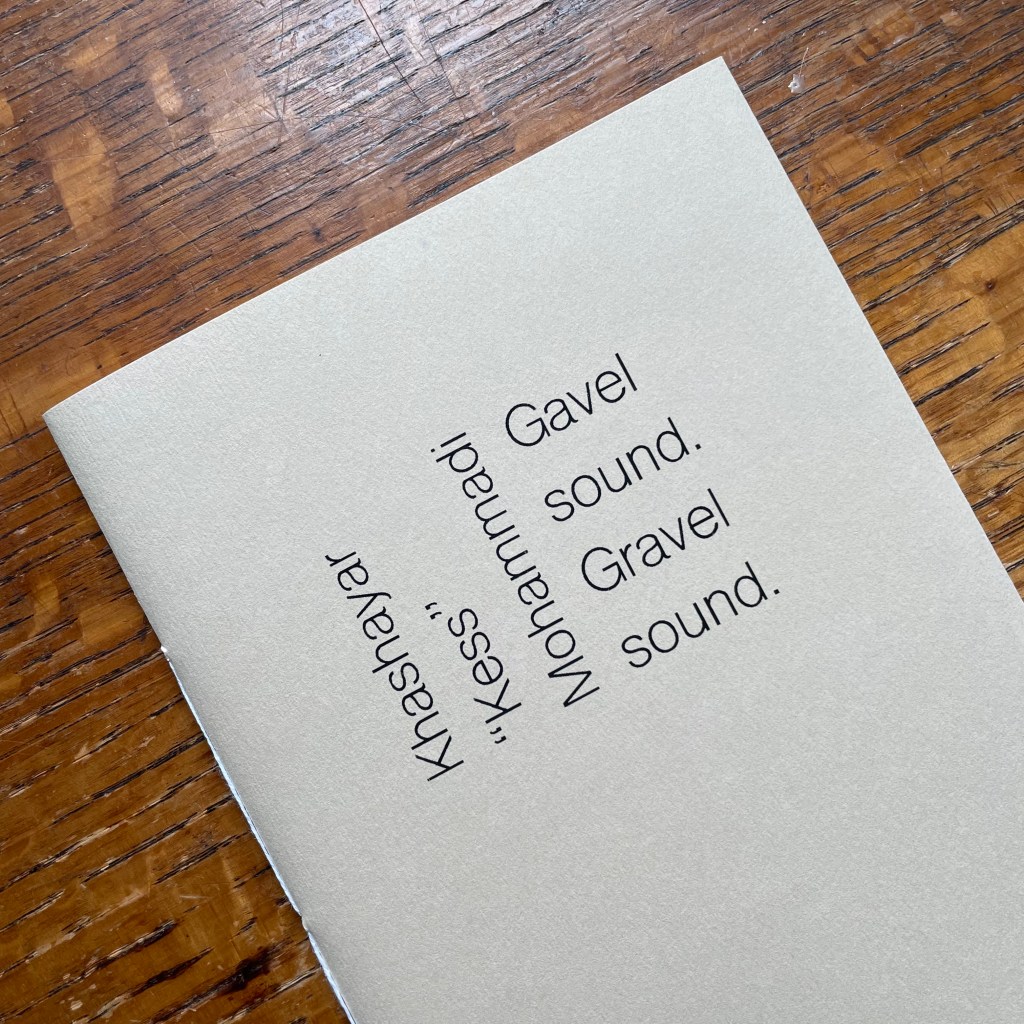 Khashayar
“Kess”
Mohammadi
Gavel
sound.
Gravel
sound.